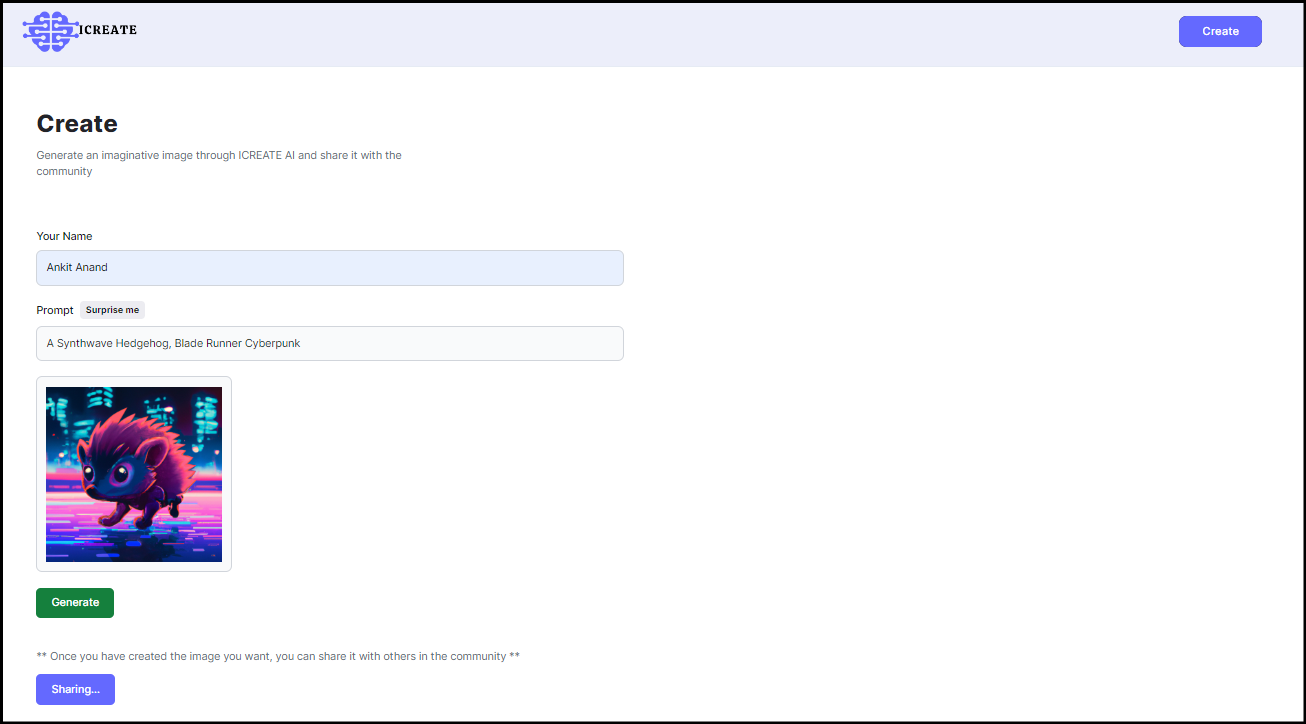 ICREATE
Create
Create
Generate an imaginative image through ICREATE AI and share it with the
community
Your Name
Ankit Anand
Prompt Surprise me
A Synthwave Hedgehog, Blade Runner Cyberpunk
Generate
** Once you have created the image you want, you can share it with others in the community **
Sharing...